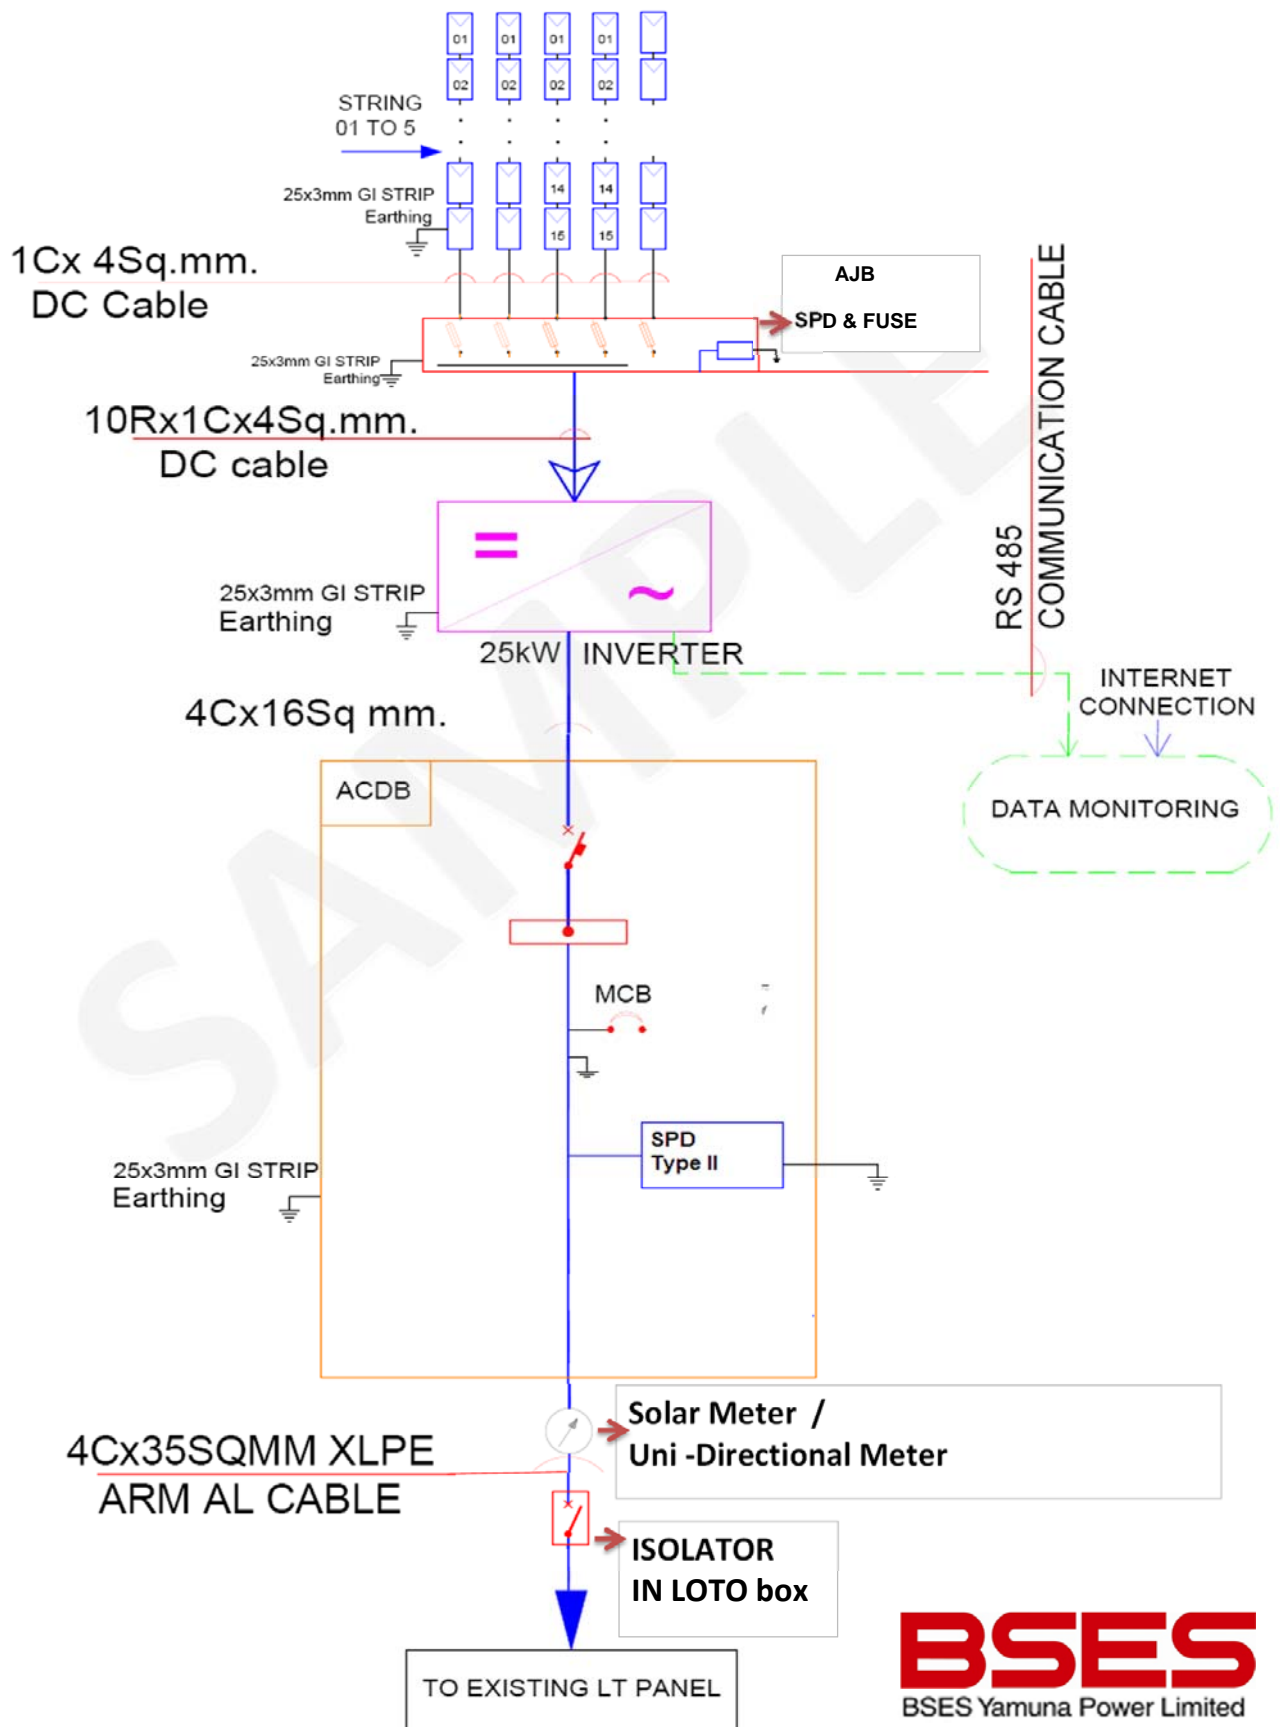 01 01 01 01
02 02 02 02
STRING
01 TO 5
14 14
25x3mm GI STRIP
Earthing
15 15
1Cx 4Sq.mm.
DC Cable
AJB
SPD & FUSE
25x3mm GI STRIP
Earthing
RS 485
COMMUNICATION CABLE
10Rx1Cx4Sq.mm.
DC cable
=
~
25x3mm GI STRIP
Earthing
25kW INVERTER
INTERNET
CONNECTION
4Cx16Sq mm.
ACDB
DATA MONITORING
MCB
SPD
Type II
25x3mm GI STRIP
Earthing
Solar Meter /
Uni -Directional Meter
4Cx35SQMM XLPE
ARM AL CABLE
ISOLATOR
IN LOTO box
TO EXISTING LT PANEL
BSES
BSES Yamuna Power Limited
SAMPLE